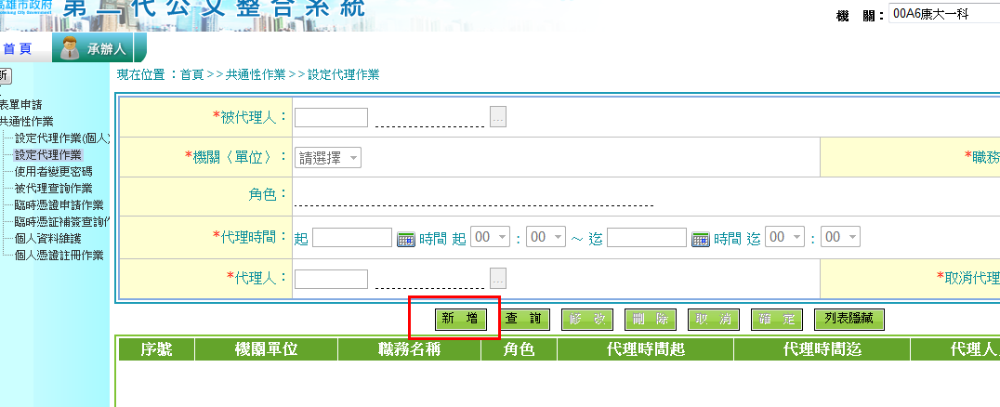 高雄市政府
第二代公文整合系統
機 關： 00A6康大一科
首頁 承辦人
新
現在位置 ：首頁>>共通性作業>>設定代理作業
表單申請
共通性作業
設定代理作業(個人)
設定代理作業
使用者變更密碼
被代理查詢作業
臨時憑證申請作業
臨時憑証補簽查詢作
個人資料維護
個人憑證註冊作業
*被代理人： ...
*機關〈單位〉： 請選擇 *職務
角色：
*代理時間： 起 時間 起 00 : 00 ～ 迄 時間 迄 00 : 00
*代理人： ... *取消代理
新 增 查 詢 修 改 刪 除 取 消 確 定 列表隱藏
序號 機關單位 職務名稱 角色 代理時間起 代理時間迄 代理人